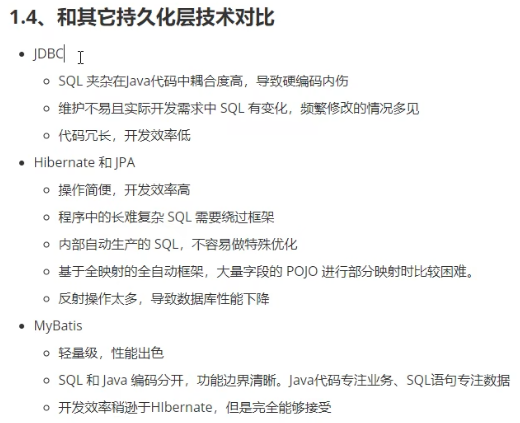 1.4、和其它持久化层技术对比
JDBC
SQL 夹杂在Java代码中耦合度高，导致硬编码内伤
维护不易且实际开发需求中 SQL 有变化，频繁修改的情况多见
代码冗长，开发效率低
Hibernate 和 JPA
操作简便，开发效率高
程序中的长难复杂 SQL 需要绕过框架
内部自动生产的 SQL，不容易做特殊优化
基于全映射的全自动框架，大量字段的 POJO 进行部分映射时比较困难。
反射操作太多，导致数据库性能下降
MyBatis
轻量级，性能出色
SQL 和 Java 编码分开，功能边界清晰。Java代码专注业务、SQL语句专注数据
开发效率稍逊于HIbernate，但是完全能够接受